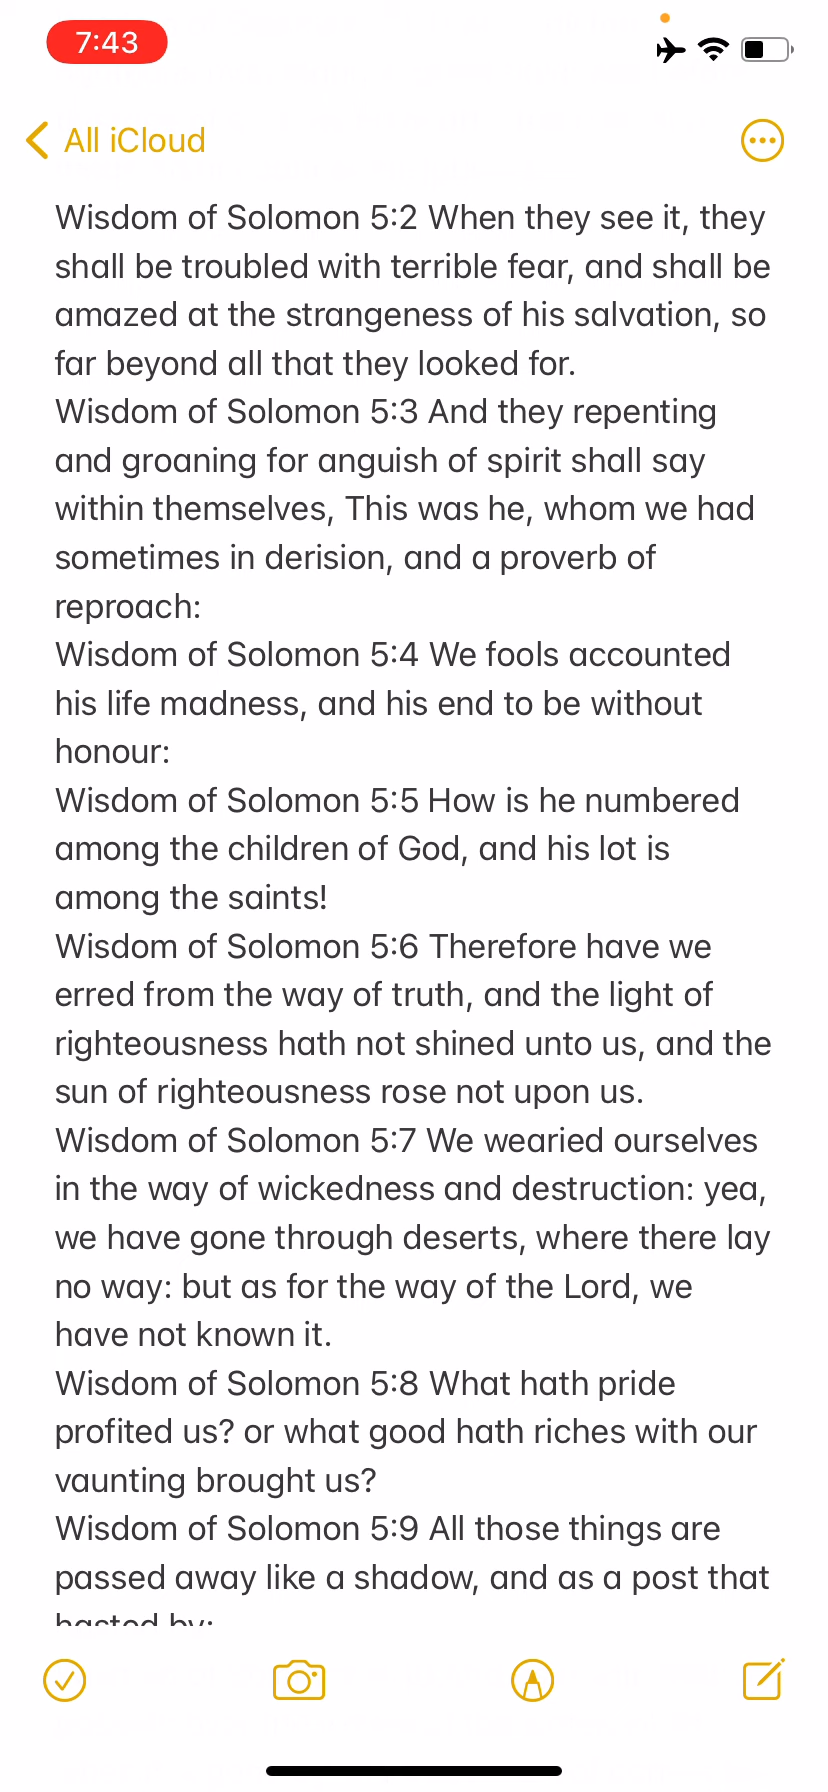 7:43
All iCloud
Wisdom of Solomon 5:2 When they see it, they
shall be troubled with terrible fear, and shall be
amazed at the strangeness of his salvation, so
far beyond all that they looked for.
Wisdom of Solomon 5:3 And they repenting
and groaning for anguish of spirit shall say
within themselves, This was he, whom we had
sometimes in derision, and a proverb of
reproach:
Wisdom of Solomon 5:4 We fools accounted
his life madness, and his end to be without
honour:
Wisdom of Solomon 5:5 How is he numbered
among the children of God, and his lot is
among the saints!
Wisdom of Solomon 5:6 Therefore have we
erred from the way of truth, and the light of
righteousness hath not shined unto us, and the
sun of righteousness rose not upon us.
Wisdom of Solomon 5:7 We wearied ourselves
in the way of wickedness and destruction: yea,
we have gone through deserts, where there lay
no way: but as for the way of the Lord, we
have not known it.
Wisdom of Solomon 5:8 What hath pride
profited us? or what good hath riches with our
vaunting brought us?
Wisdom of Solomon 5:9 All those things are
passed away like a shadow, and as a post that
hasted by: